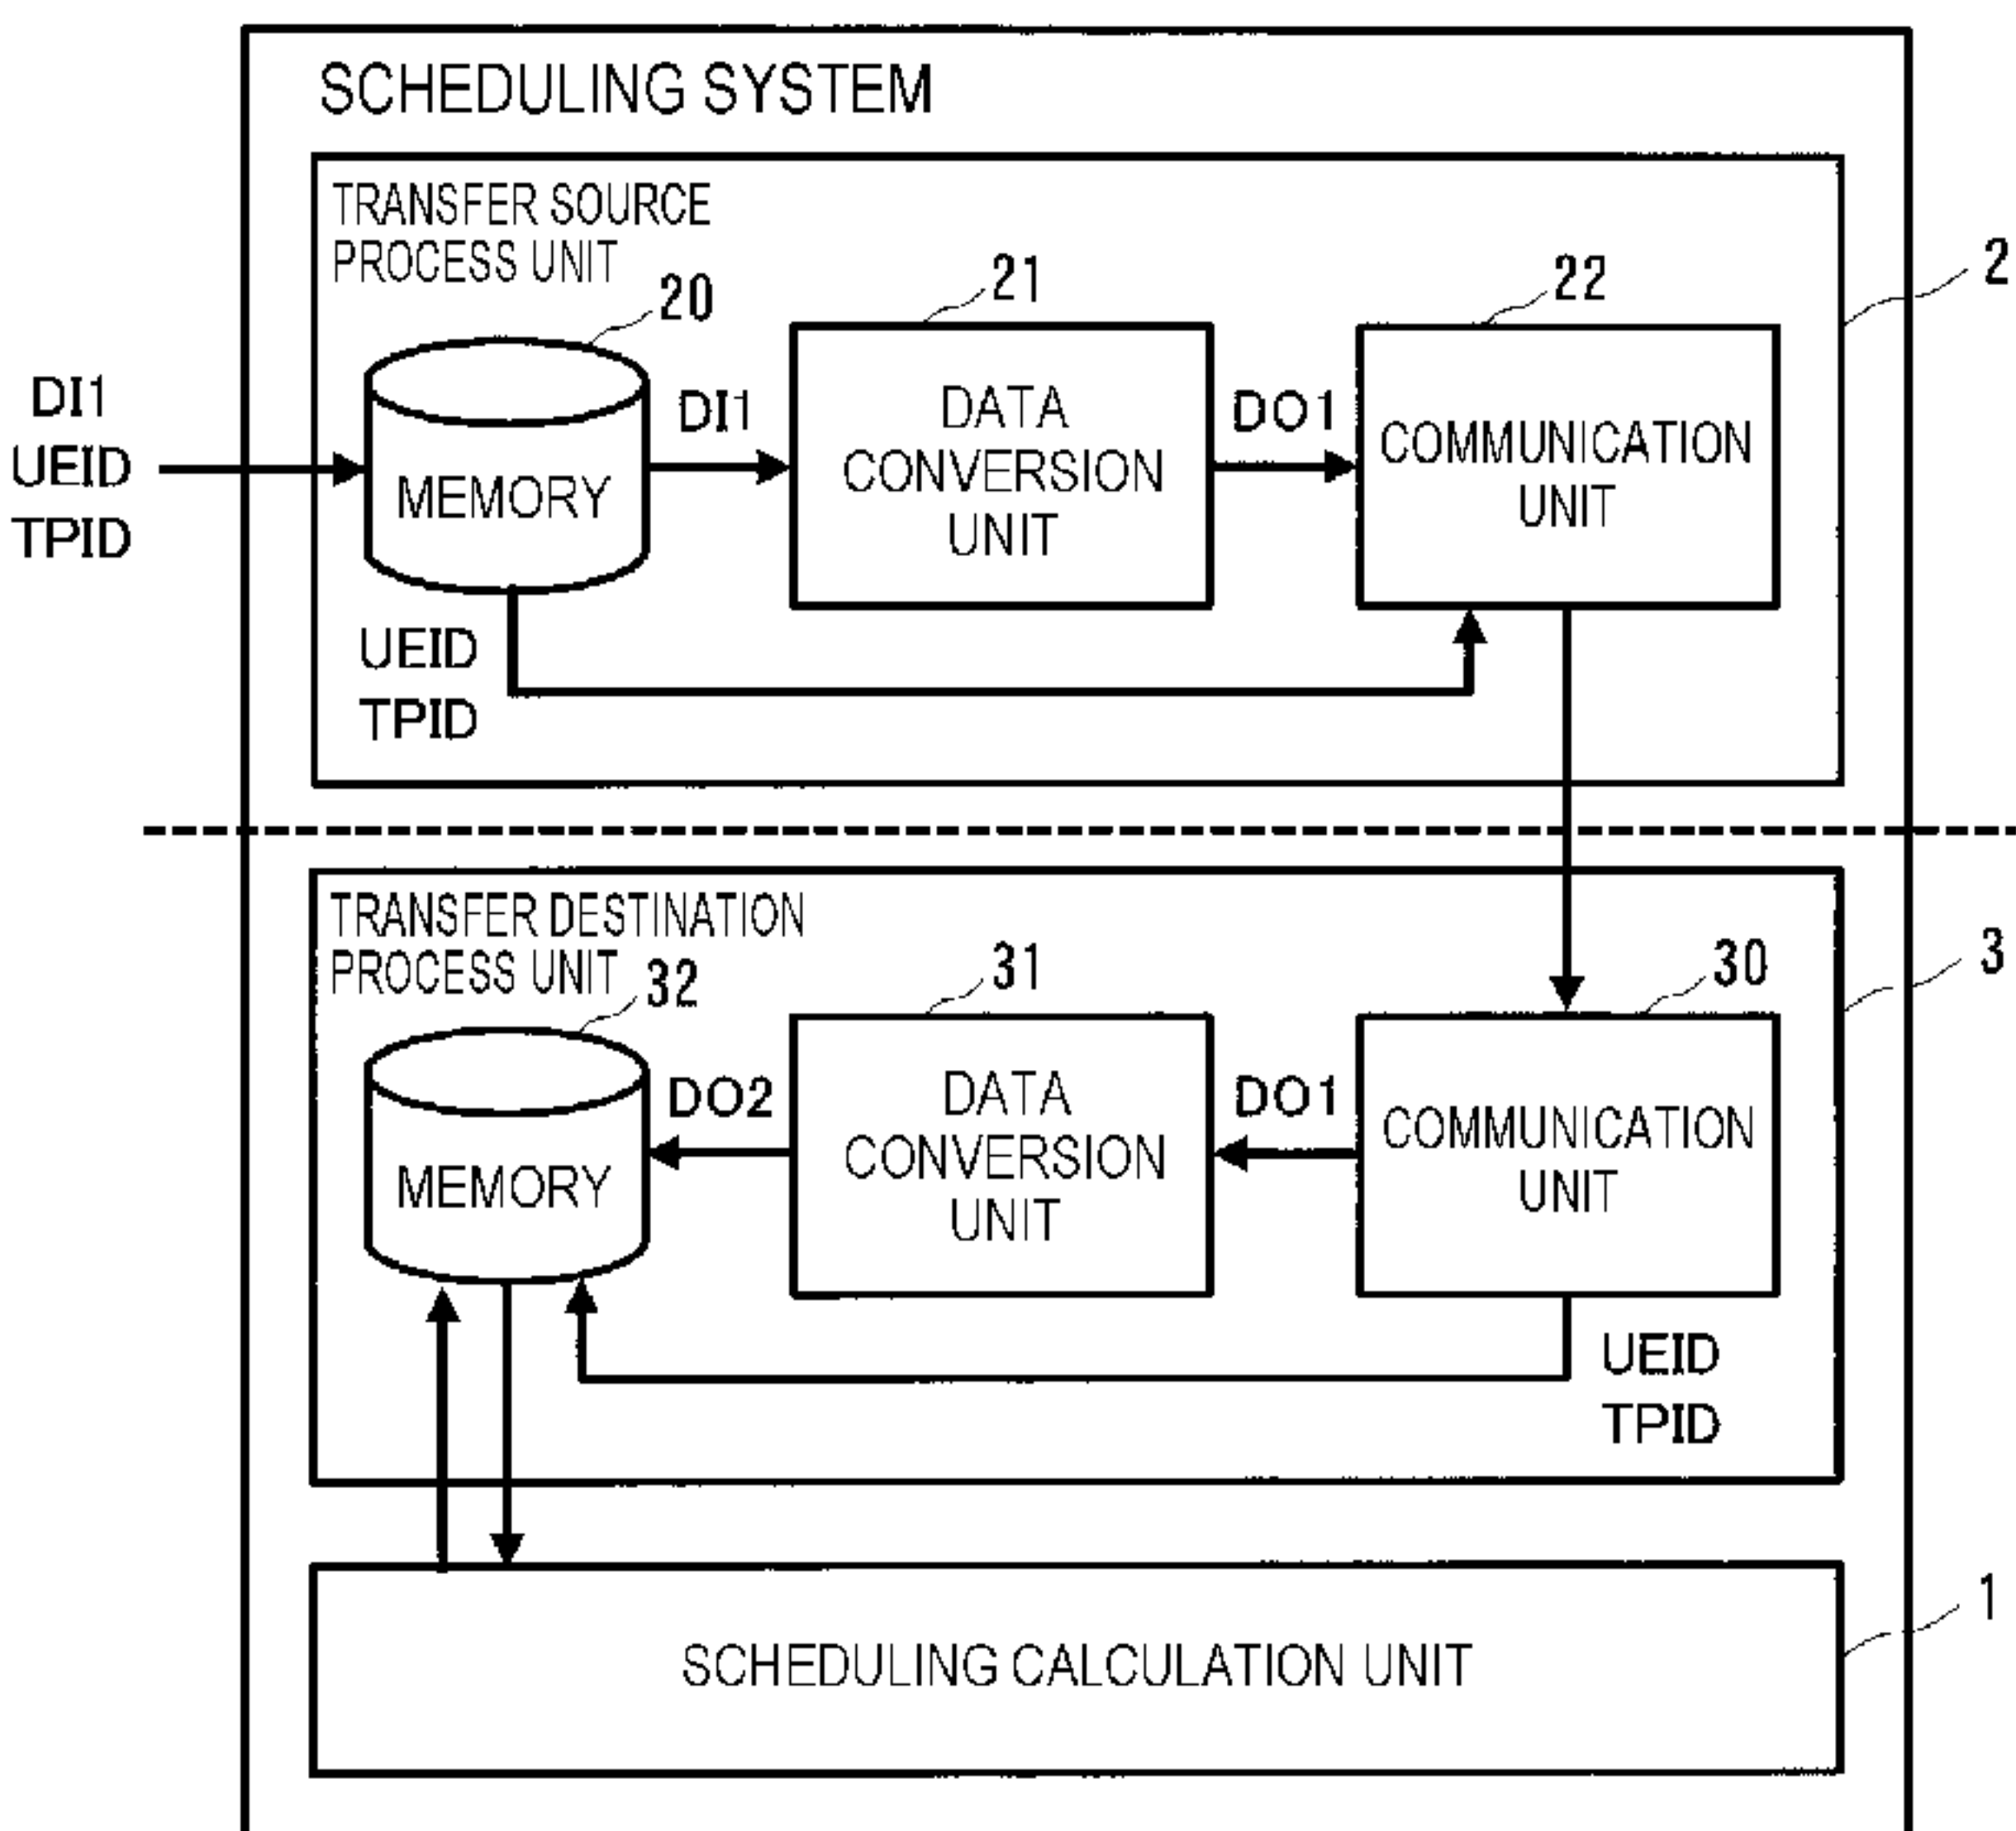 SCHEDULING SYSTEM
TRANSFER SOURCE
PROCESS UNIT
2
20
21
22
DI1
UEID
TPID
MEMORY
DI1
DATA
CONVERSION
UNIT
DO1
COMMUNICATION
UNIT
UEID
TPID
TRANSFER DESTINATION
PROCESS UNIT
3
32
31
30
MEMORY
DO2
DATA
CONVERSION
UNIT
DO1
COMMUNICATION
UNIT
UEID
TPID
1
SCHEDULING CALCULATION UNIT